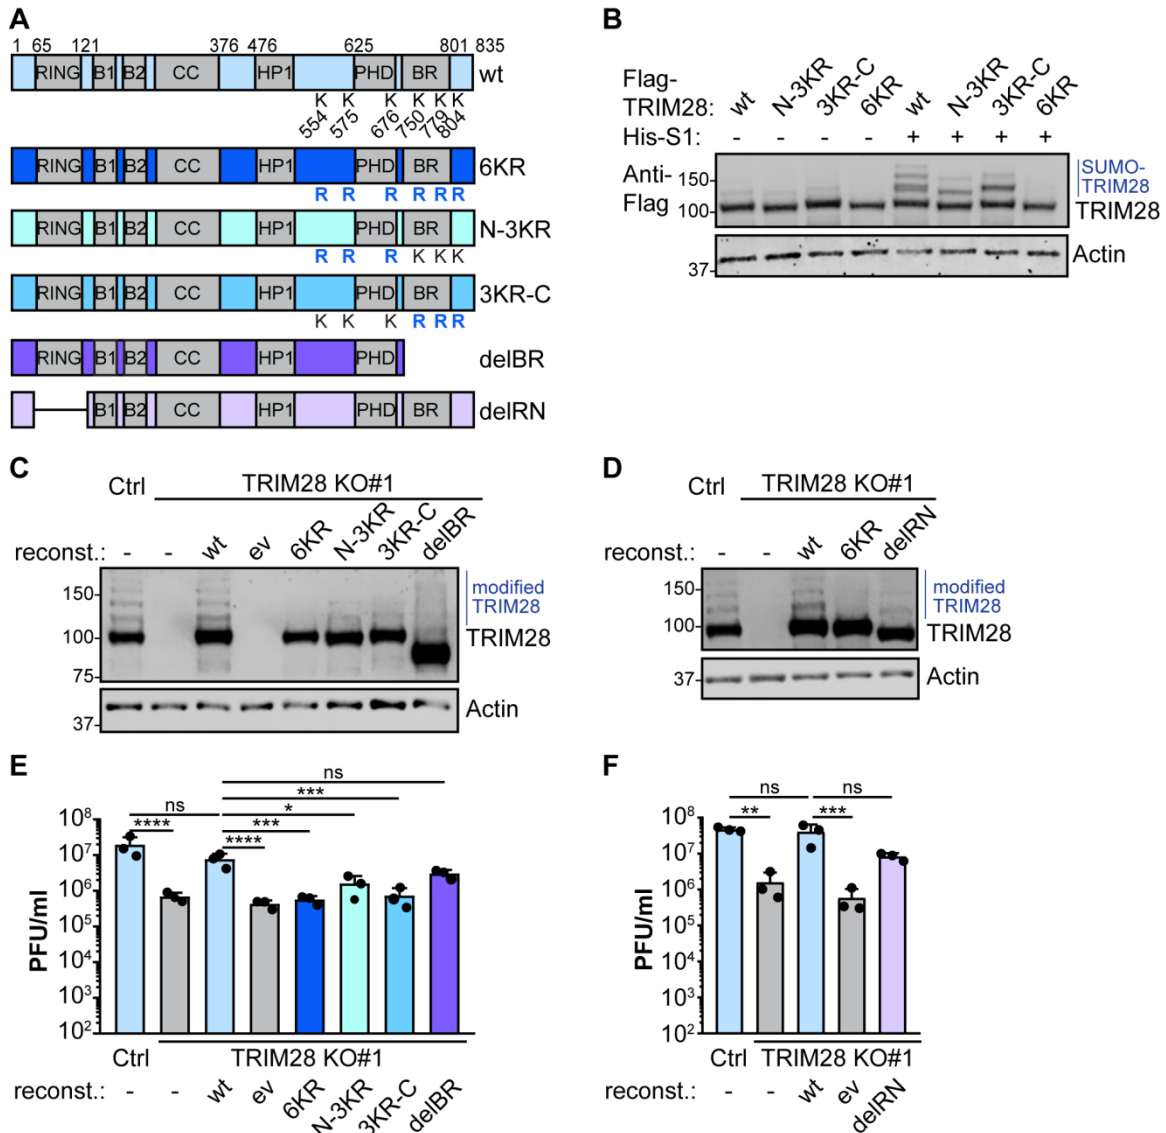 A
1 65 121 376 476 625 801 835
RING B1 B2 CC HP1 PHD BR wt
K K K K K K
554 575 676 750 779 804
RING B1 B2 CC HP1 PHD BR 6KR
R R R R R R
RING B1 B2 CC HP1 PHD BR N-3KR
R R R K K K
RING B1 B2 CC HP1 PHD BR 3KR-C
K K K R R R
RING B1 B2 CC HP1 PHD delBR
B1 B2 CC HP1 PHD BR delRN
B
Flag-
TRIM28: wt N-3KR 3KR-C 6KR wt N-3KR 3KR-C 6KR
His-S1: - - - - + + + +
Anti-
Flag
150
100
SUMO-
TRIM28
TRIM28
37
Actin
C
Ctrl TRIM28 KO#1
reconst.: - - wt ev 6KR N-3KR 3KR-C delBR
150
100
75
modified
TRIM28
TRIM28
37
Actin
D
Ctrl TRIM28 KO#1
reconst.: - - wt 6KR delRN
150
100
modified
TRIM28
TRIM28
37
Actin
E
ns
***
*
ns ***
**** ****
PFU/ml
10⁸
10⁷
10⁶
10⁵
10⁴
10³
10²
Ctrl TRIM28 KO#1
reconst.: - - wt ev 6KR N-3KR 3KR-C delBR
F
ns ns
** ***
PFU/ml
10⁸
10⁷
10⁶
10⁵
10⁴
10³
10²
Ctrl TRIM28 KO#1
reconst.: - - wt ev delRN